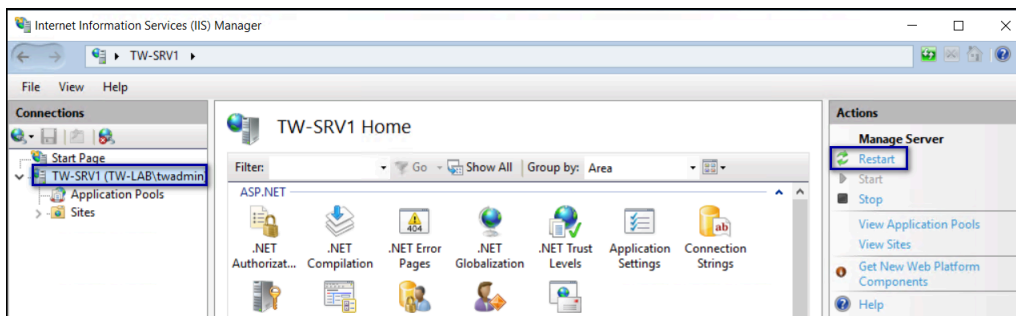 Internet Information Services (IIS) Manager
TW-SRV1
File View Help
Connections
Start Page
TW-SRV1 (TW-LAB\twadmin
Application Pools
Sites
TW-SRV1 Home
Filter: Go Show All Group by: Area
ASP.NET
.NET Authorizat...
.NET Compilation
404
.NET Error Pages
.NET Globalization
.NET Trust Levels
Application Settings
ab
Connection Strings
Actions
Manage Server
Restart
Start
Stop
View Application Pools
View Sites
Get New Web Platform
Components
Help